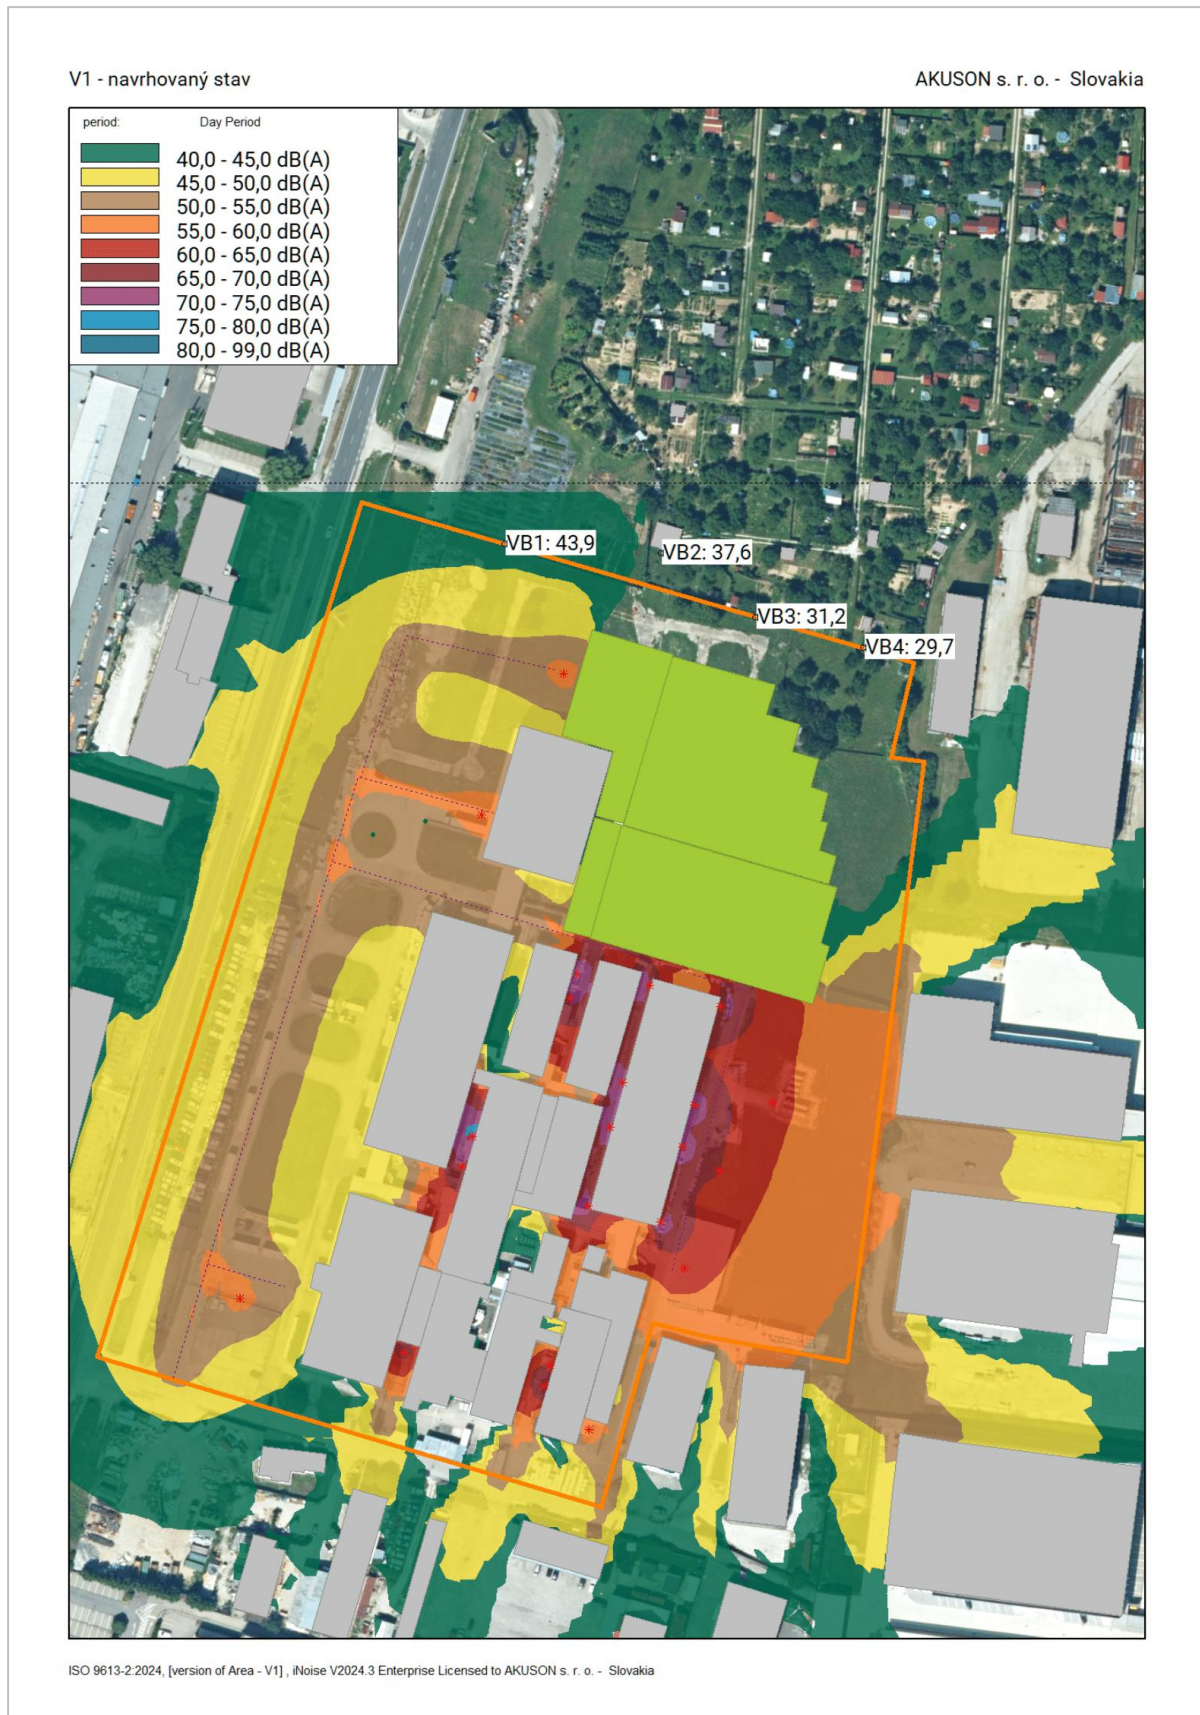 V1 - navrhovaný stav
AKUSON s. r. o. - Slovakia
period: Day Period
40,0 - 45,0 dB(A)
45,0 - 50,0 dB(A)
50,0 - 55,0 dB(A)
55,0 - 60,0 dB(A)
60,0 - 65,0 dB(A)
65,0 - 70,0 dB(A)
70,0 - 75,0 dB(A)
75,0 - 80,0 dB(A)
80,0 - 99,0 dB(A)
VB1: 43,9
VB2: 37,6
VB3: 31,2
VB4: 29,7
ISO 9613-2:2024, [version of Area - V1] , iNoise V2024.3 Enterprise Licensed to AKUSON s. r. o. - Slovakia